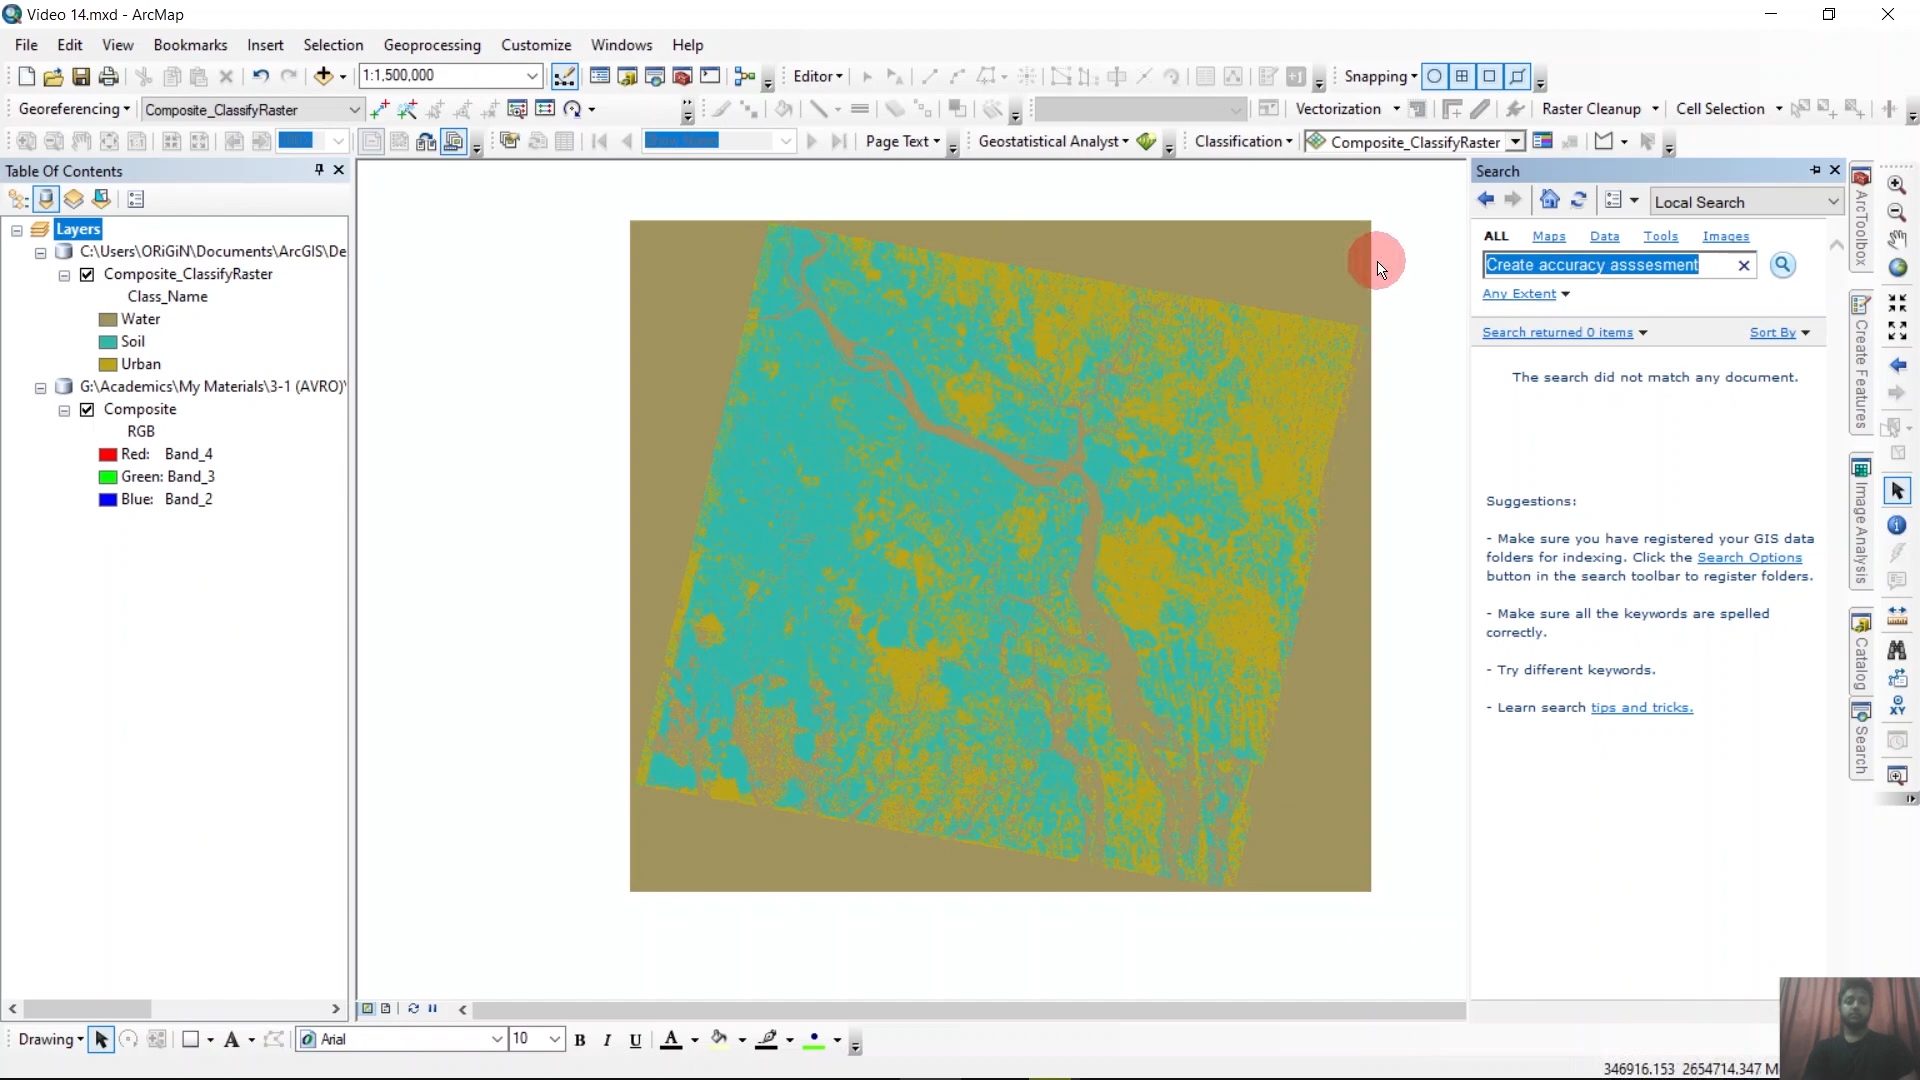 Video 14.mxd - ArcMap
File Edit View Bookmarks Insert Selection Geoprocessing Customize Windows Help
1:1,500,000 Editor Snapping
Georeferencing Composite_ClassifyRaster Vectorization Raster Cleanup Cell Selection
Page Text Geostatistical Analyst Classification Composite_ClassifyRaster
Table Of Contents
Layers
C:\Users\ORiGiN\Documents\ArcGIS\De
Composite_ClassifyRaster
Class_Name
Water
Soil
Urban
G:\Academics\My Materials\3-1 (AVRO)\
Composite
RGB
Red: Band_4
Green: Band_3
Blue: Band_2
Search
Local Search
ALL Maps Data Tools Images
Create accuracy asssesment
Any Extent
Search returned 0 items Sort By
The search did not match any document.
Suggestions:
- Make sure you have registered your GIS data
folders for indexing. Click the Search Options
button in the search toolbar to register folders.
- Make sure all the keywords are spelled
correctly.
- Try different keywords.
- Learn search tips and tricks.
ArcToolbox
Create Features
Image Analysis
Catalog
Search
XY
Drawing A Arial 10 B I U A
346916.153 2654714.347 M